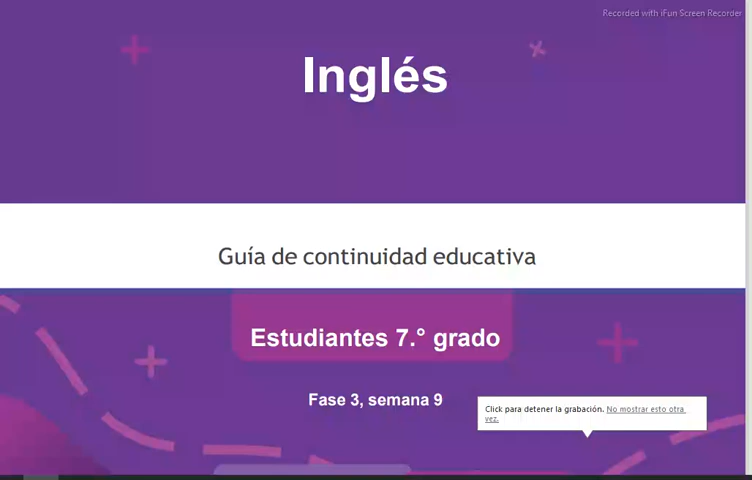 Recorded with iFun Screen Recorder
Inglés
Guía de continuidad educativa
Estudiantes 7.° grado
Fase 3, semana 9
Click para detener la grabación. No mostrar esto otra
vez.